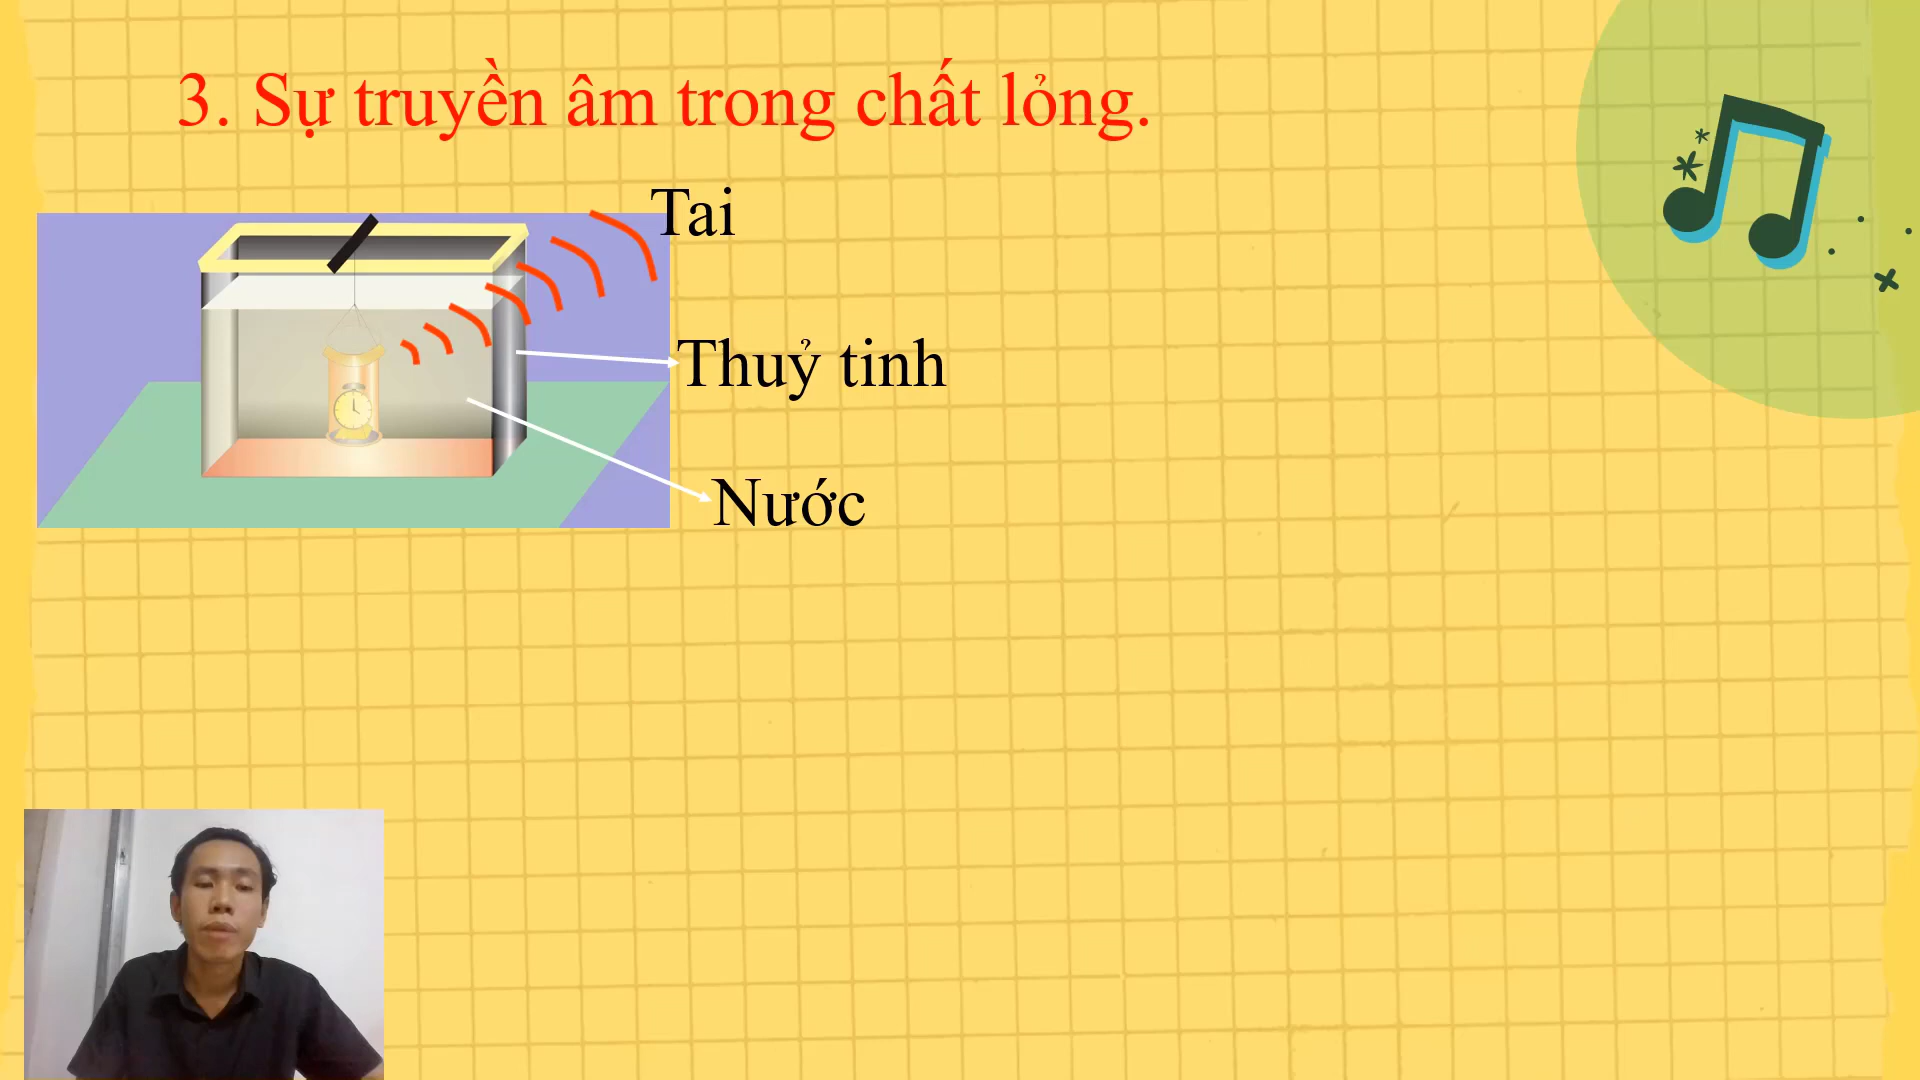 3. Sự truyền âm trong chất lỏng.
Tai
Thuỷ tinh
Nước